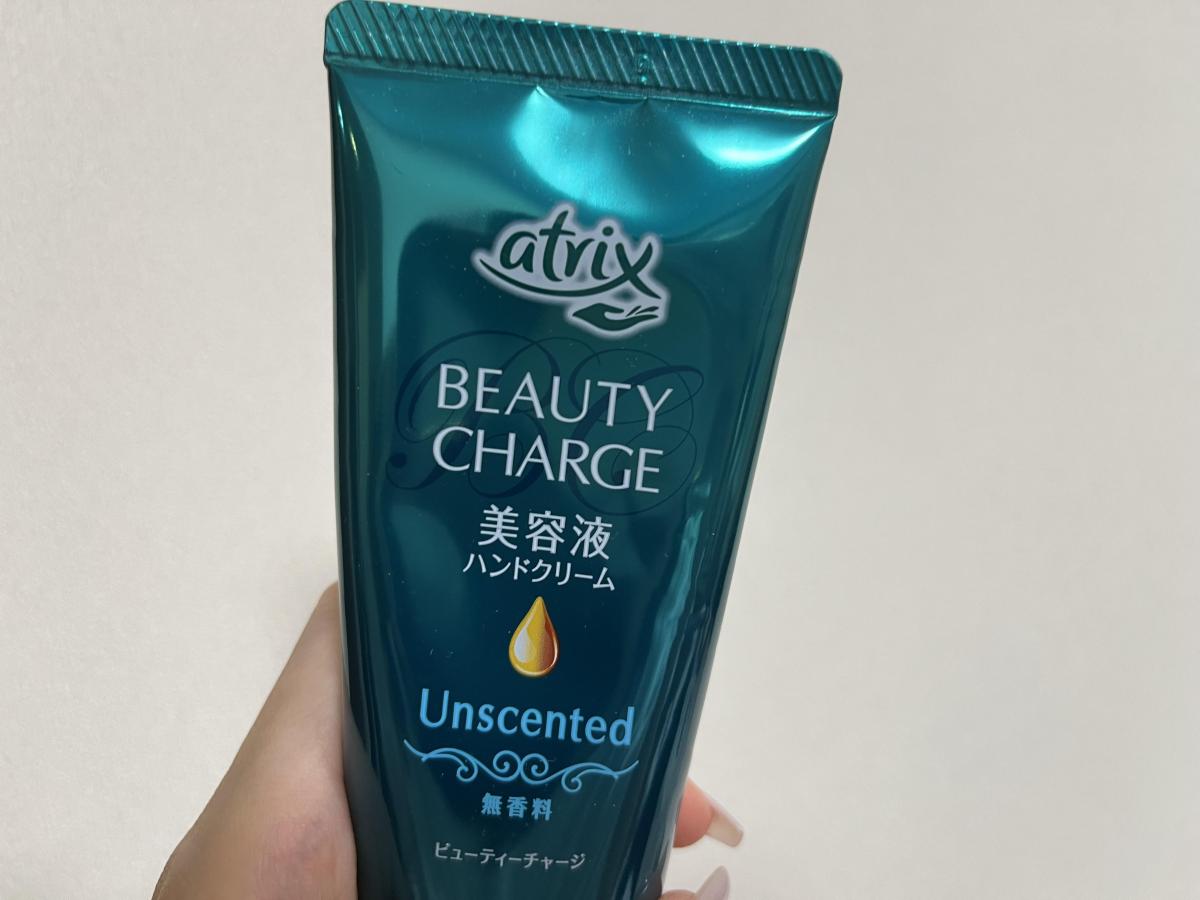 atrix
BEAUTY
CHARGE
美容液
ハンドクリーム
Unscented
無香料
ビューティーチャージ